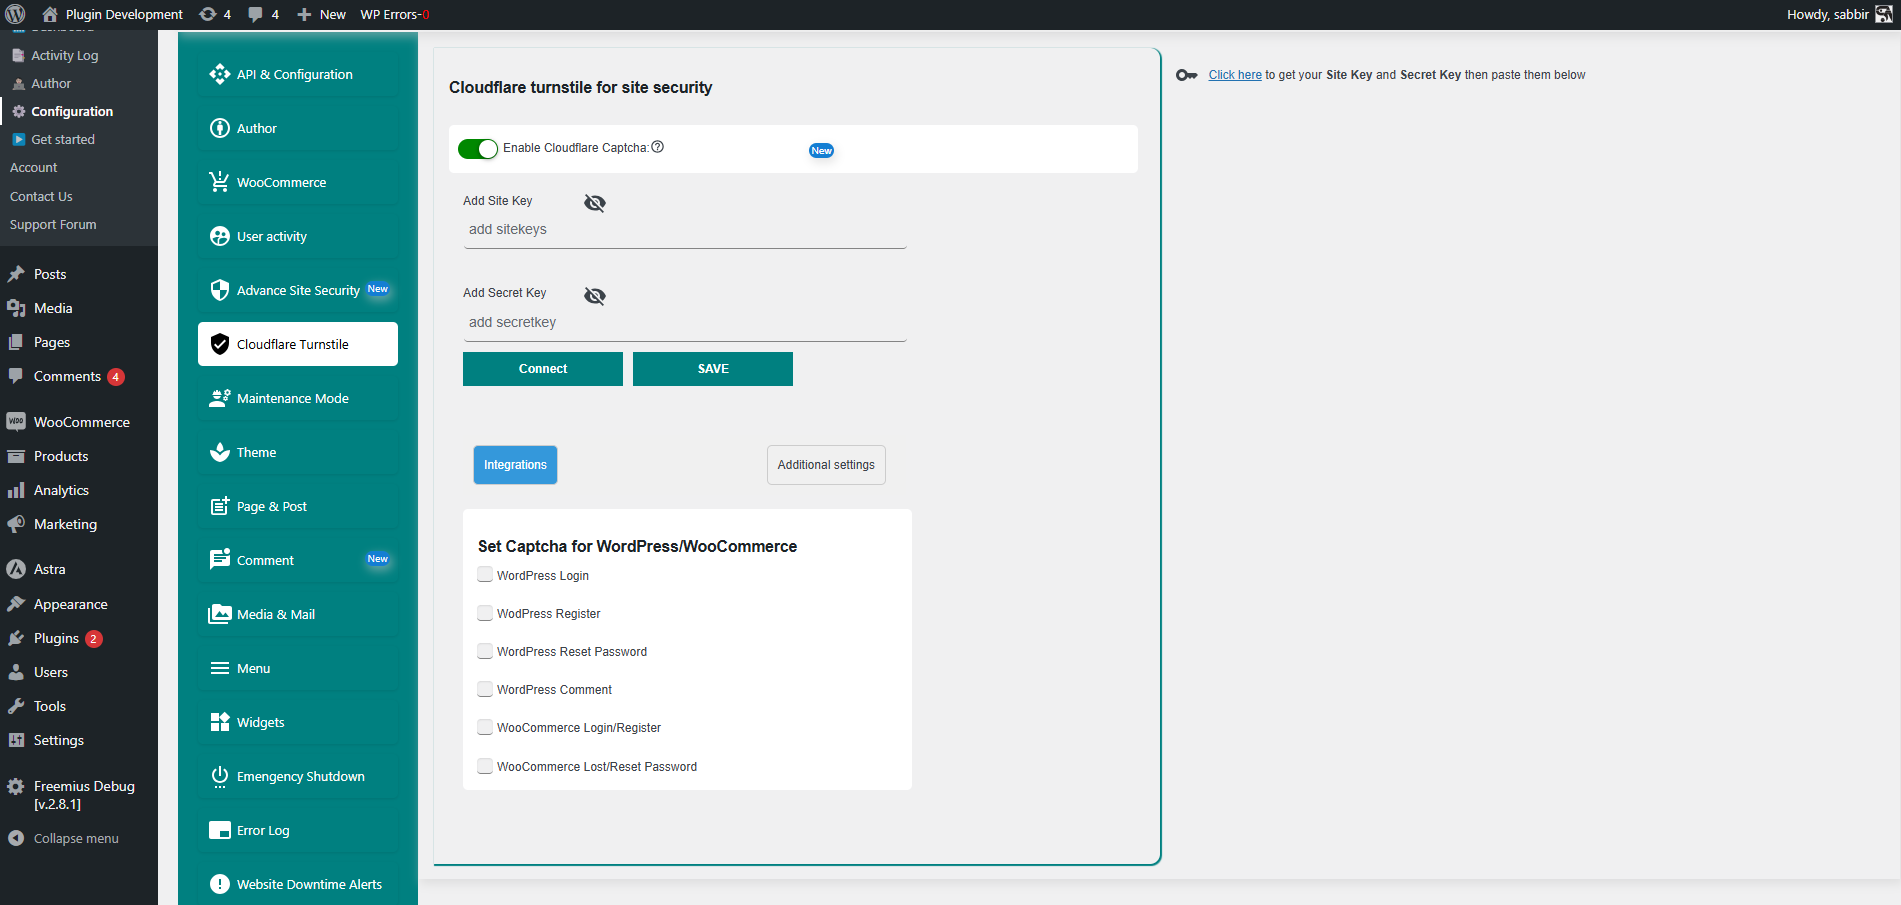 Plugin Development
4
4
New
WP Errors-0
Howdy, sabbir
Dashboard
Activity Log
Author
Configuration
Get started
Account
Contact Us
Support Forum
Posts
Media
Pages
Comments 4
WooCommerce
Products
Analytics
Marketing
Astra
Appearance
Plugins 2
Users
Tools
Settings
Freemius Debug
[v.2.8.1]
Collapse menu
API & Configuration
Author
WooCommerce
User activity
Advance Site Security New
Cloudflare Turnstile
Maintenance Mode
Theme
Page & Post
Comment New
Media & Mail
Menu
Widgets
Emergency Shutdown
Error Log
Website Downtime Alerts
Cloudflare turnstile for site security
Enable Cloudflare Captcha: New
Add Site Key
add sitekeys
Add Secret Key
add secretkey
Connect
SAVE
Integrations
Additional settings
Set Captcha for WordPress/WooCommerce
WordPress Login
WodPress Register
WordPress Reset Password
WordPress Comment
WooCommerce Login/Register
WooCommerce Lost/Reset Password
Click here to get your Site Key and Secret Key then paste them below